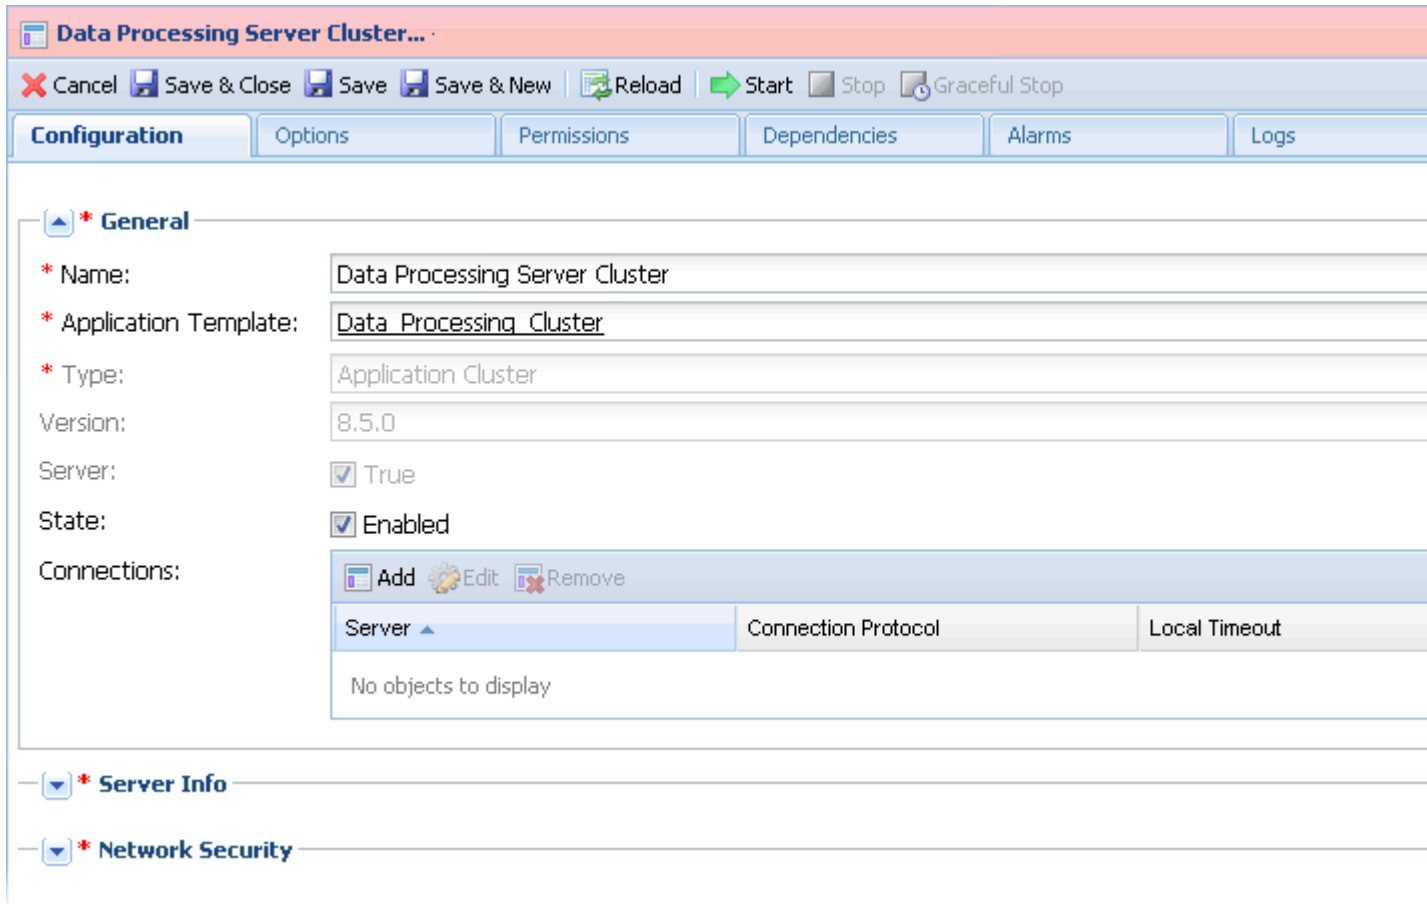 Data Processing Server Cluster...
Cancel Save & Close Save Save & New Reload Start Stop Graceful Stop
Configuration Options Permissions Dependencies Alarms Logs
* General
* Name: Data Processing Server Cluster
* Application Template: Data_Processing_Cluster
* Type: Application Cluster
Version: 8.5.0
Server: True
State: Enabled
Connections: Add Edit Remove
Server Connection Protocol Local Timeout
No objects to display
* Server Info
* Network Security